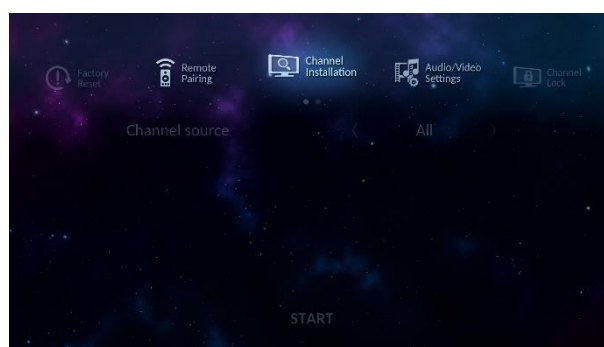 Factory
Reset
Remote
Pairing
Channel
Installation
Audio/Video
Settings
Channel
Lock
Channel source
All
START